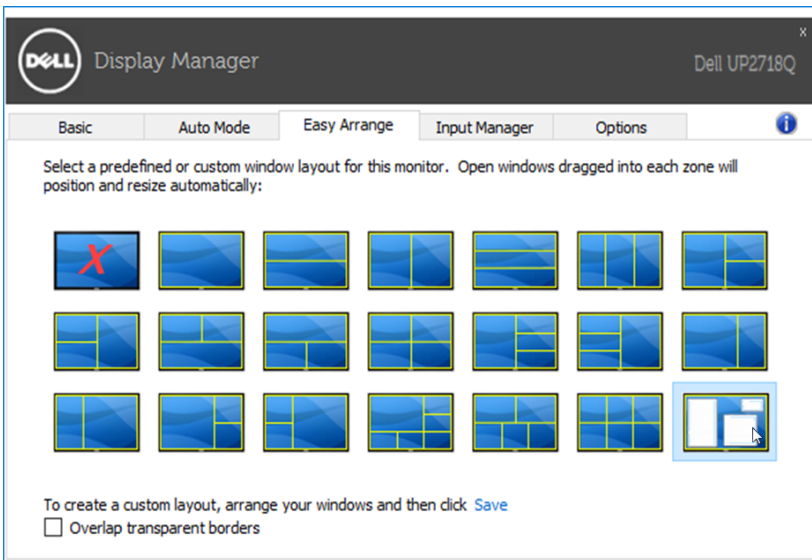 x
DELL
Display Manager
Dell UP2718Q
Basic
Auto Mode
Easy Arrange
Input Manager
Options
i
Select a predefined or custom window layout for this monitor.  Open windows dragged into each zone will
position and resize automatically:
X
To create a custom layout, arrange your windows and then click Save
Overlap transparent borders